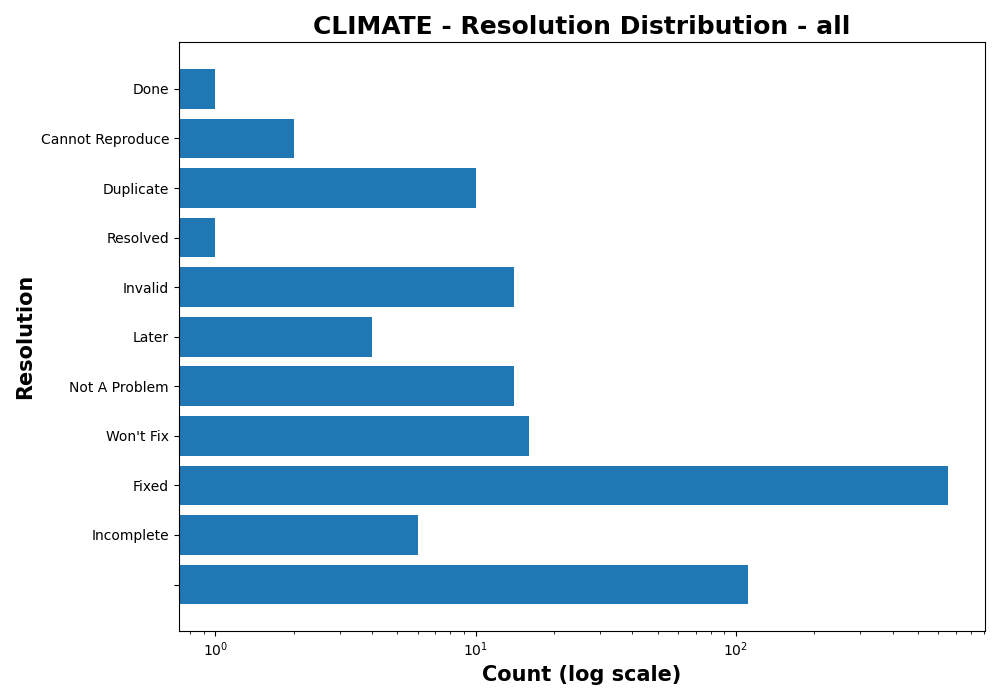 CLIMATE - Resolution Distribution - all
Done
Cannot Reproduce
Duplicate
Resolved
Invalid
Later
Not A Problem
Won't Fix
Fixed
Incomplete
Resolution
10⁰ 10¹ 10²
Count (log scale)